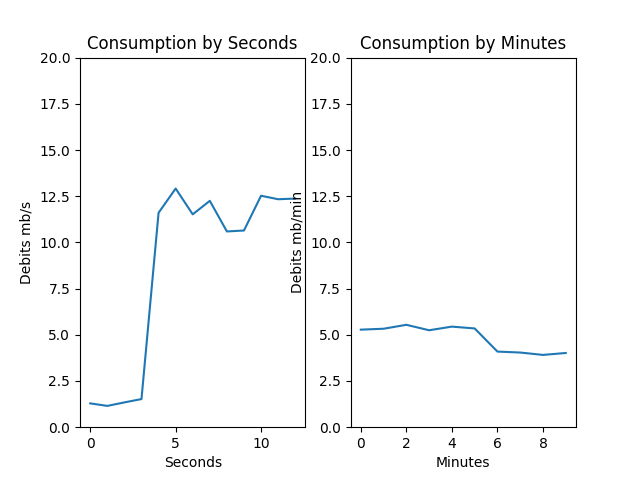 Consumption by Seconds
20.0
17.5
15.0
12.5
10.0
7.5
5.0
2.5
0.0
Debits mb/s
0 5 10
Seconds
Consumption by Minutes
20.0
17.5
15.0
12.5
10.0
7.5
5.0
2.5
0.0
Debits mb/min
0 2 4 6 8
Minutes